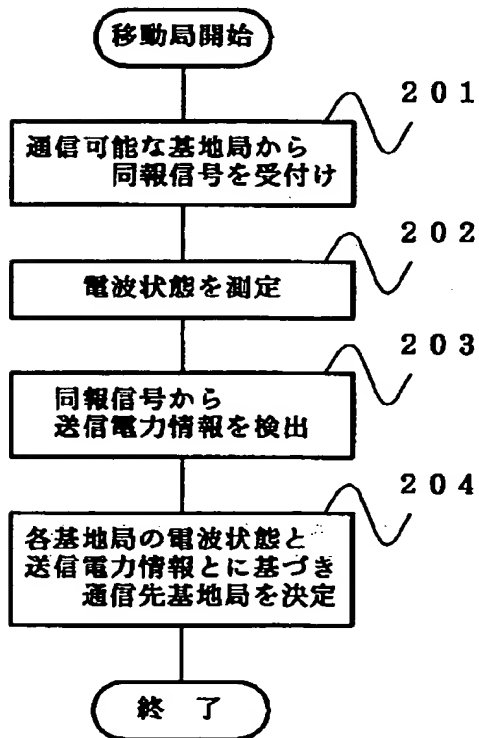 移動局開始
201
通信可能な基地局から
同報信号を受付け
202
電波状態を測定
203
同報信号から
送信電力情報を検出
204
各基地局の電波状態と
送信電力情報とに基づき
通信先基地局を決定
終 了